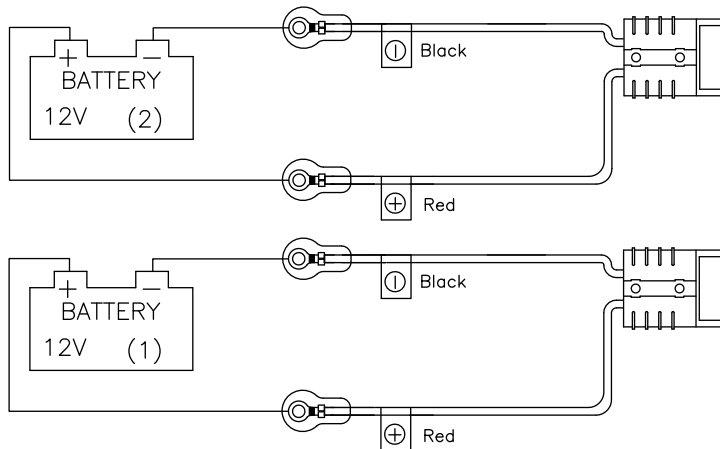 + −
BATTERY
12V (2)
− Black
+ Red
+ −
BATTERY
12V (1)
− Black
+ Red